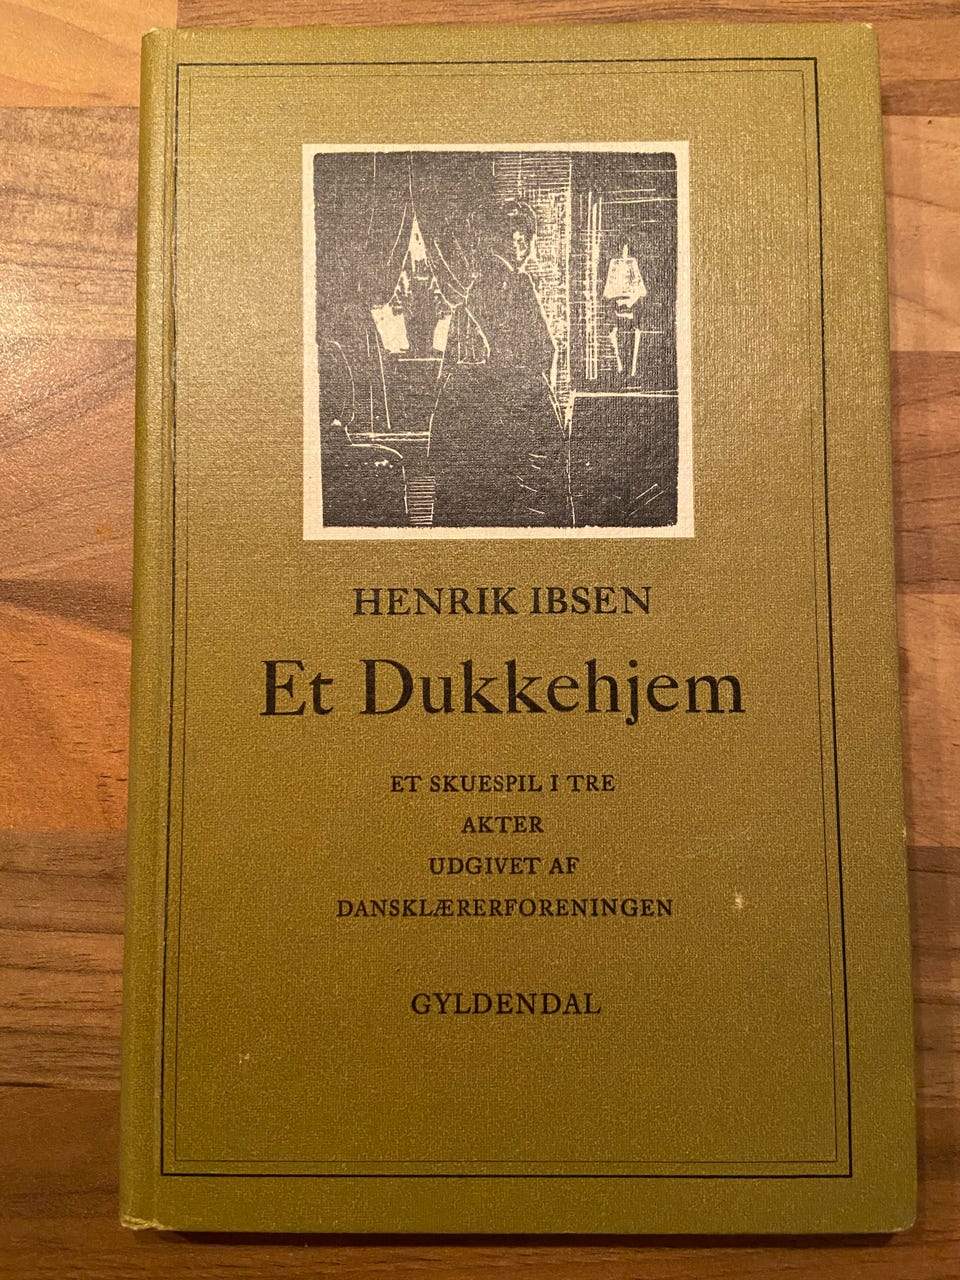 HENRIK IBSEN
Et Dukkehjem
ET SKUESPIL I TRE
AKTER
UDGIVET AF
DANSKLÆRERFORENINGEN
GYLDENDAL